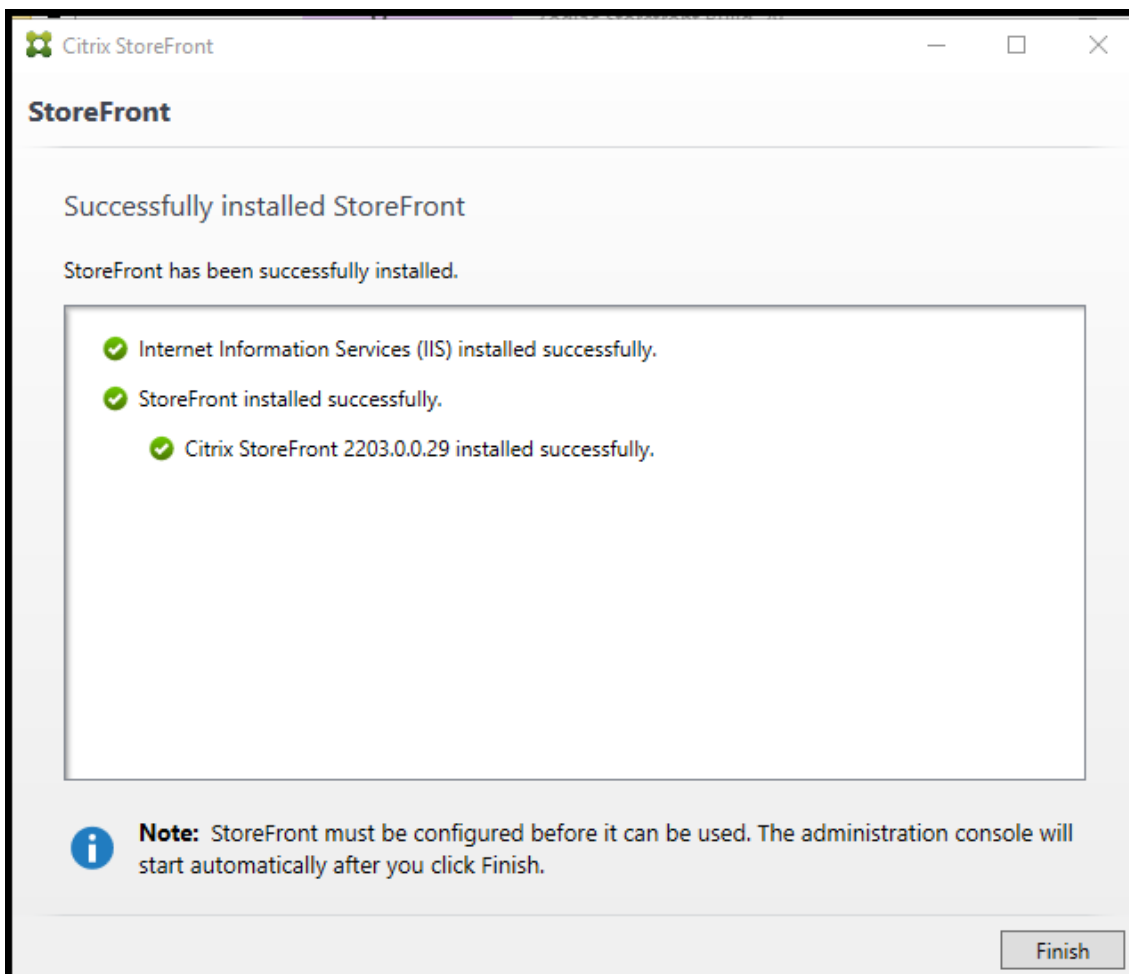 Citrix StoreFront
StoreFront
Successfully installed StoreFront
StoreFront has been successfully installed.
Internet Information Services (IIS) installed successfully.
StoreFront installed successfully.
Citrix StoreFront 2203.0.0.29 installed successfully.
Note: StoreFront must be configured before it can be used. The administration console will
start automatically after you click Finish.
Finish